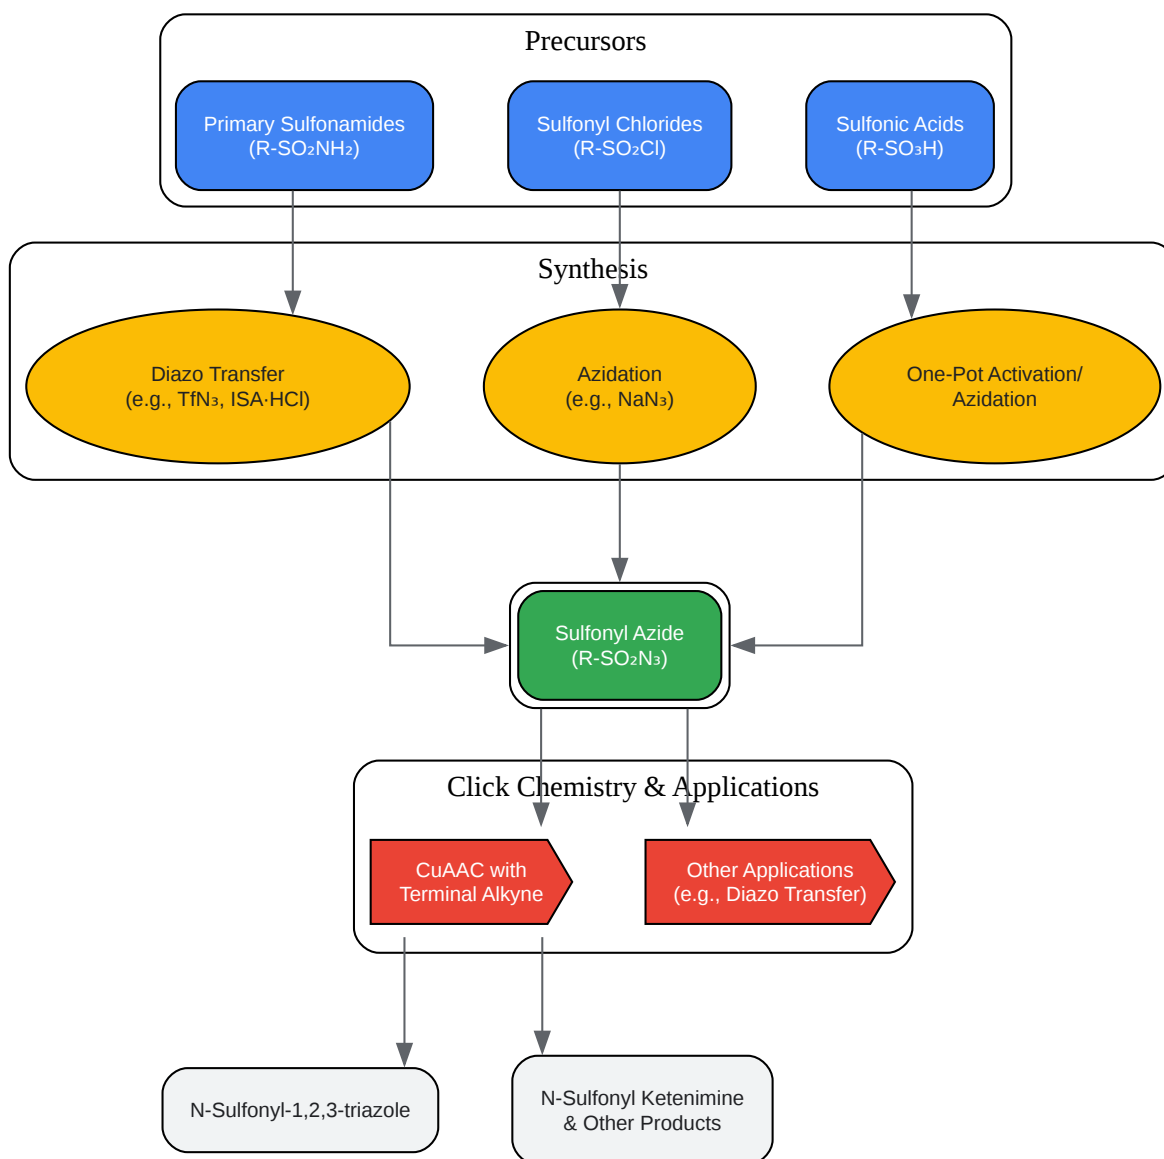 Precursors
Primary Sulfonamides
(R-SO₂NH₂)
Sulfonyl Chlorides
(R-SO₂Cl)
Sulfonic Acids
(R-SO₃H)
Synthesis
Diazo Transfer
(e.g., TfN₃, ISA·HCl)
Azidation
(e.g., NaN₃)
One-Pot Activation/
Azidation
Sulfonyl Azide
(R-SO₂N₃)
Click Chemistry & Applications
CuAAC with
Terminal Alkyne
Other Applications
(e.g., Diazo Transfer)
N-Sulfonyl-1,2,3-triazole
N-Sulfonyl Ketenimine
& Other Products